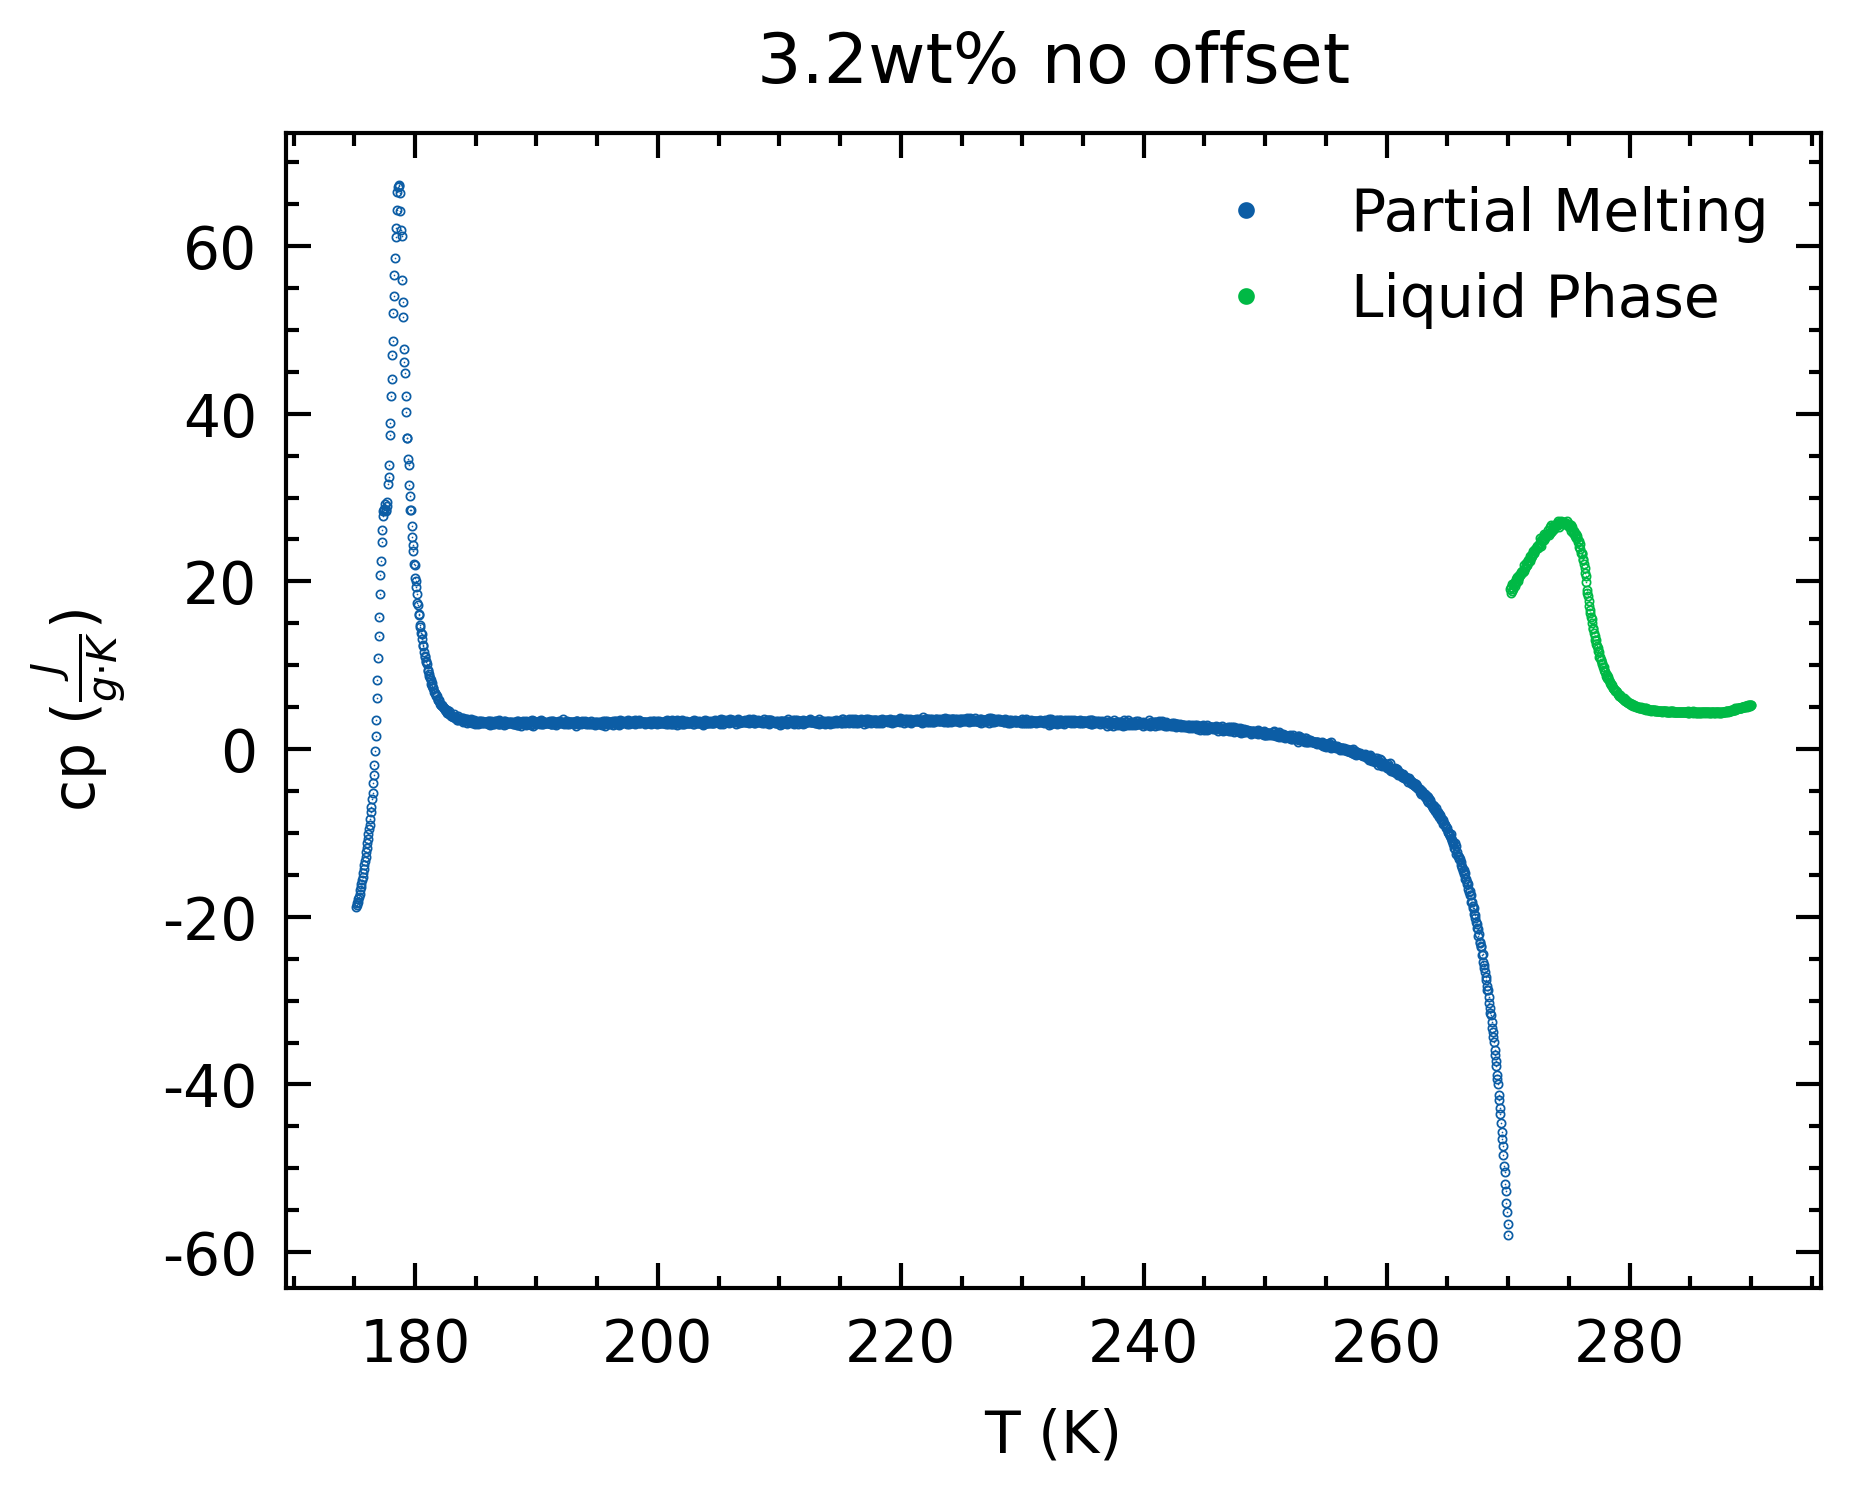 3.2wt% no offset
Partial Melting
Liquid Phase
60
40
20
0
-20
-40
-60
cp (J/g·K)
180 200 220 240 260 280
T (K)